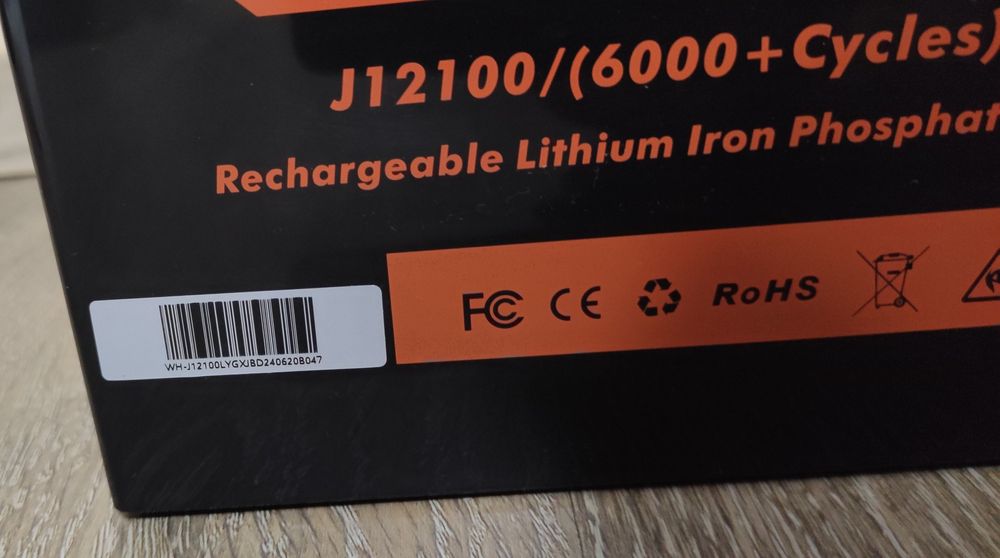 J12100/(6000+Cycles)
Rechargeable Lithium Iron Phosphat
FC CE RoHS
WH-J12100LYGXJBD240620B047